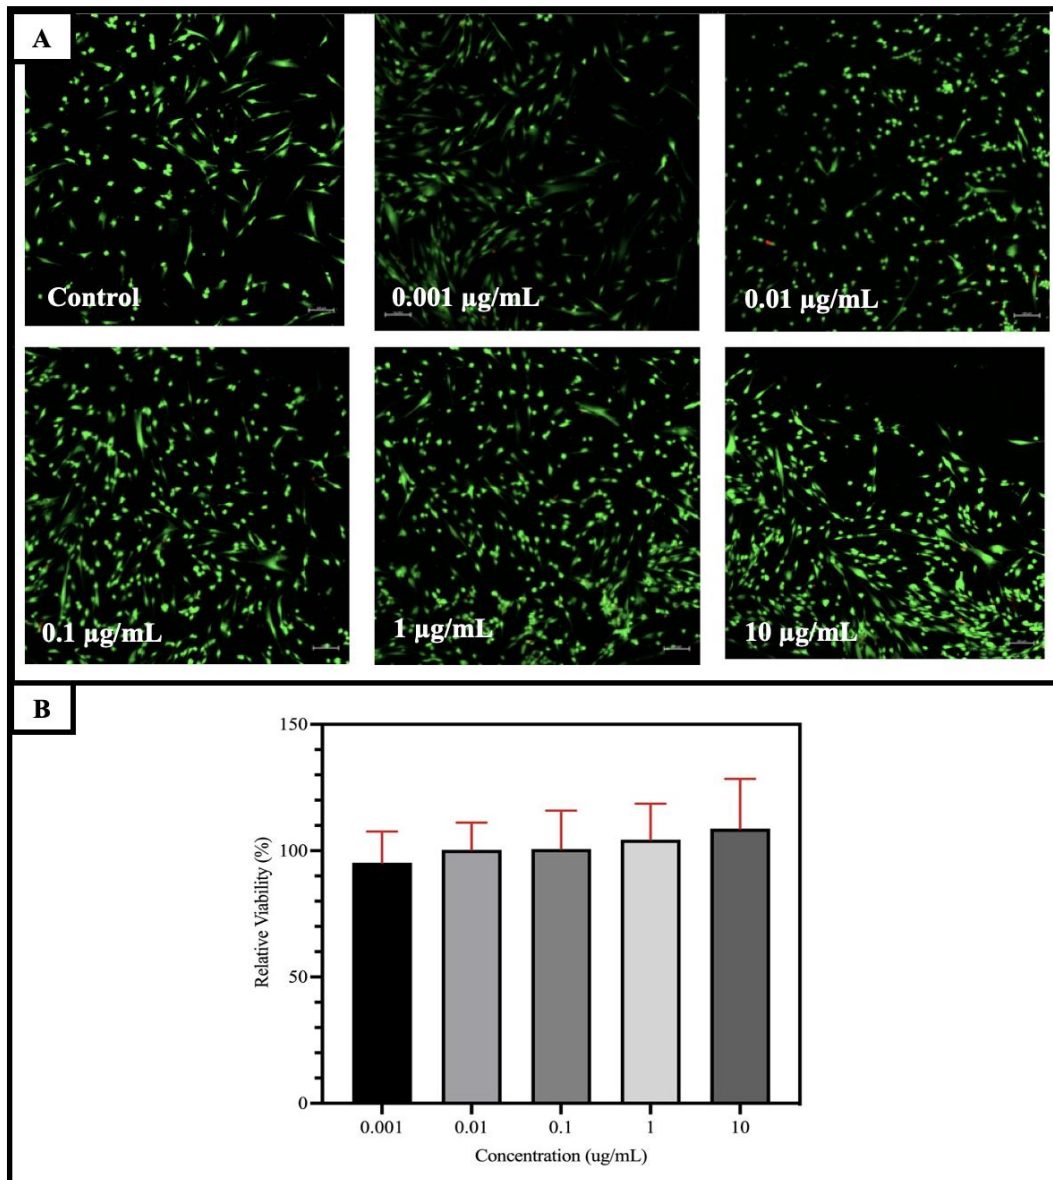 A
Control
0.001 µg/mL
0.01 µg/mL
0.1 µg/mL
1 µg/mL
10 µg/mL
B
150
100
50
0
Relative Viability (%)
0.001 0.01 0.1 1 10
Concentration (ug/mL)